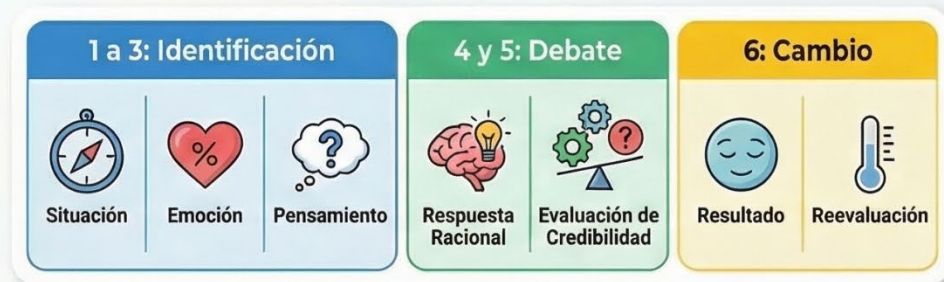 1 a 3: Identificación
4 y 5: Debate
6: Cambio
%
?
?
Situación
Emoción
Pensamiento
Respuesta
Racional
Evaluación de
Credibilidad
Resultado
Reevaluación